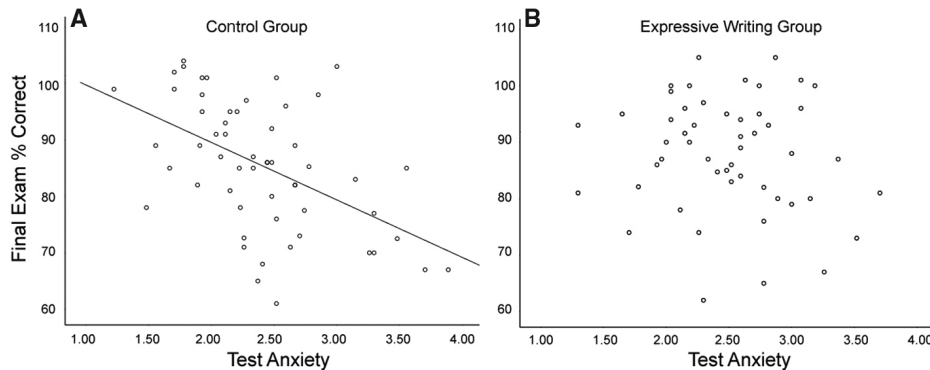 A
Control Group
Final Exam % Correct
110
100
90
80
70
60
1.00 1.50 2.00 2.50 3.00 3.50 4.00
Test Anxiety
B
Expressive Writing Group
110
100
90
80
70
60
1.00 1.50 2.00 2.50 3.00 3.50 4.00
Test Anxiety